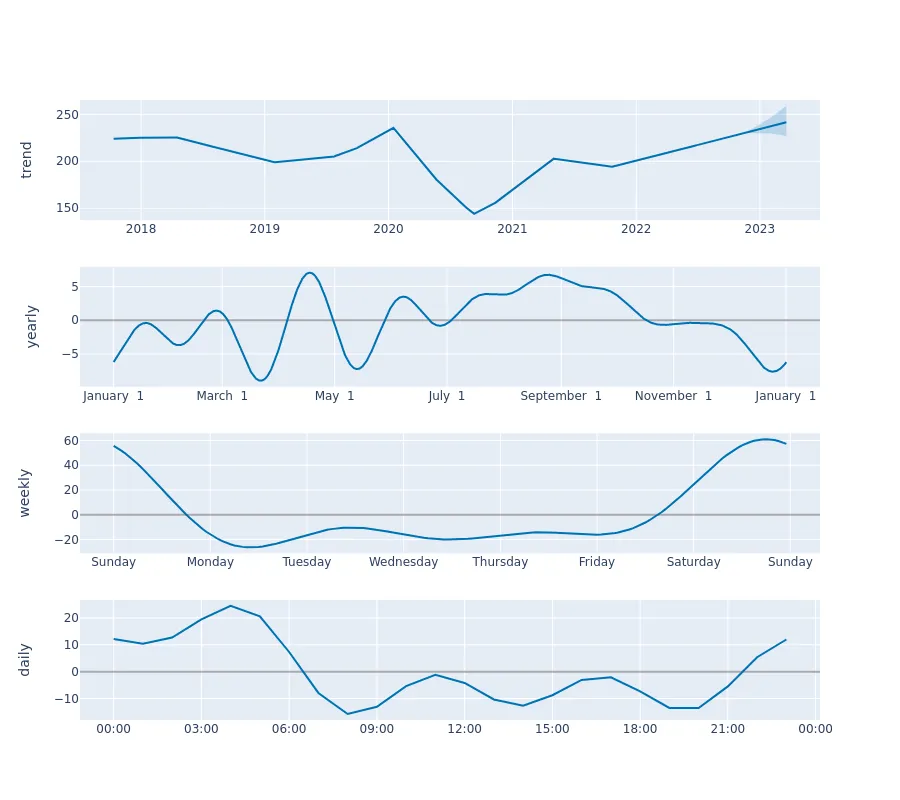 250
200
150
trend
2018 2019 2020 2021 2022 2023
5
0
−5
yearly
January 1 March 1 May 1 July 1 September 1 November 1 January 1
60
40
20
0
−20
weekly
Sunday Monday Tuesday Wednesday Thursday Friday Saturday Sunday
20
10
0
−10
daily
00:00 03:00 06:00 09:00 12:00 15:00 18:00 21:00 00:00